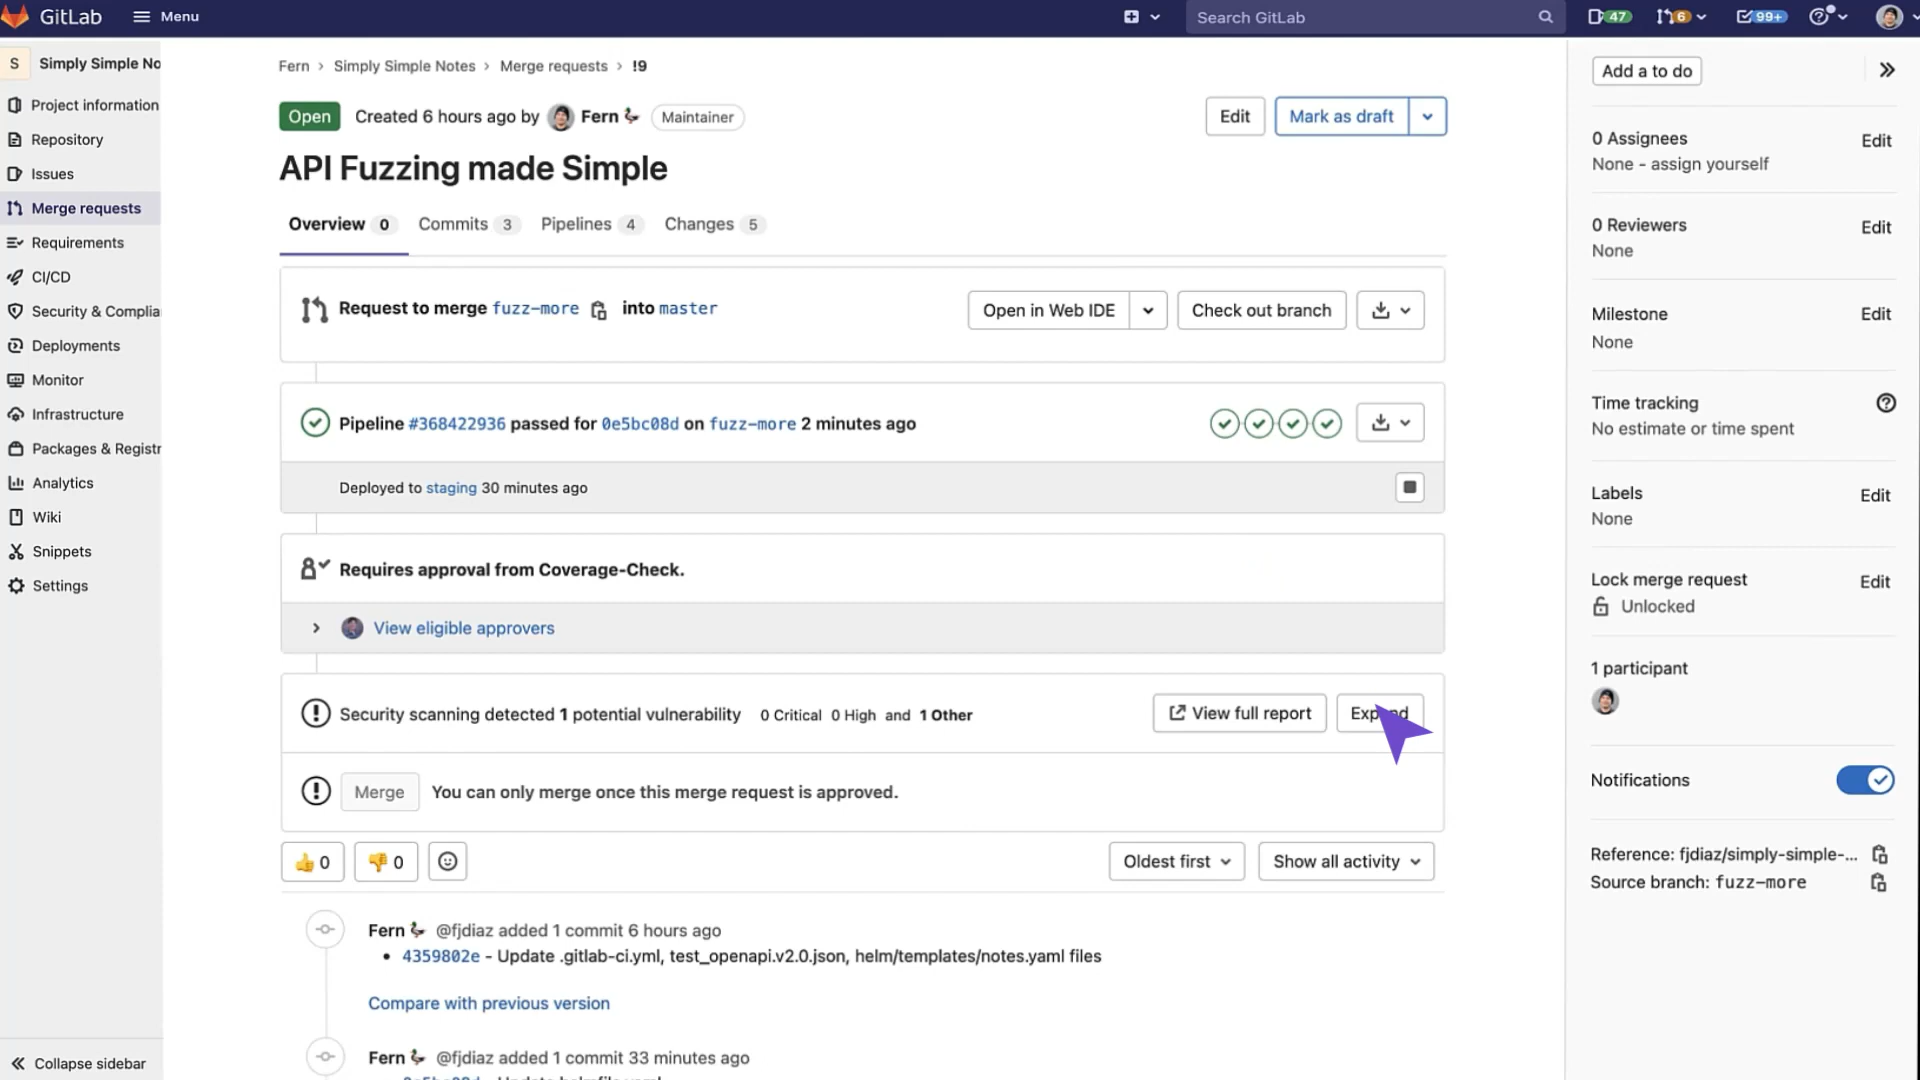 GitLab
Menu
Search GitLab
47
6
99+
S Simply Simple No
Project information
Repository
Issues
Merge requests
Requirements
CI/CD
Security & Complia
Deployments
Monitor
Infrastructure
Packages & Registr
Analytics
Wiki
Snippets
Settings
Collapse sidebar
Fern › Simply Simple Notes › Merge requests › !9
Open Created 6 hours ago by Fern Maintainer
Edit
Mark as draft
API Fuzzing made Simple
Overview 0 Commits 3 Pipelines 4 Changes 5
Request to merge fuzz-more into master
Open in Web IDE
Check out branch
Pipeline #368422936 passed for 0e5bc08d on fuzz-more 2 minutes ago
Deployed to staging 30 minutes ago
Requires approval from Coverage-Check.
View eligible approvers
Security scanning detected 1 potential vulnerability 0 Critical 0 High and 1 Other
View full report
Merge You can only merge once this merge request is approved.
0 0
Oldest first
Show all activity
Fern @fjdiaz added 1 commit 6 hours ago
• 4359802e - Update .gitlab-ci.yml, test_openapi.v2.0.json, helm/templates/notes.yaml files
Compare with previous version
Fern @fjdiaz added 1 commit 33 minutes ago
Add a to do
0 Assignees Edit
None - assign yourself
0 Reviewers Edit
None
Milestone Edit
None
Time tracking
No estimate or time spent
Labels Edit
None
Lock merge request Edit
Unlocked
1 participant
Notifications
Reference: fjdiaz/simply-simple-...
Source branch: fuzz-more